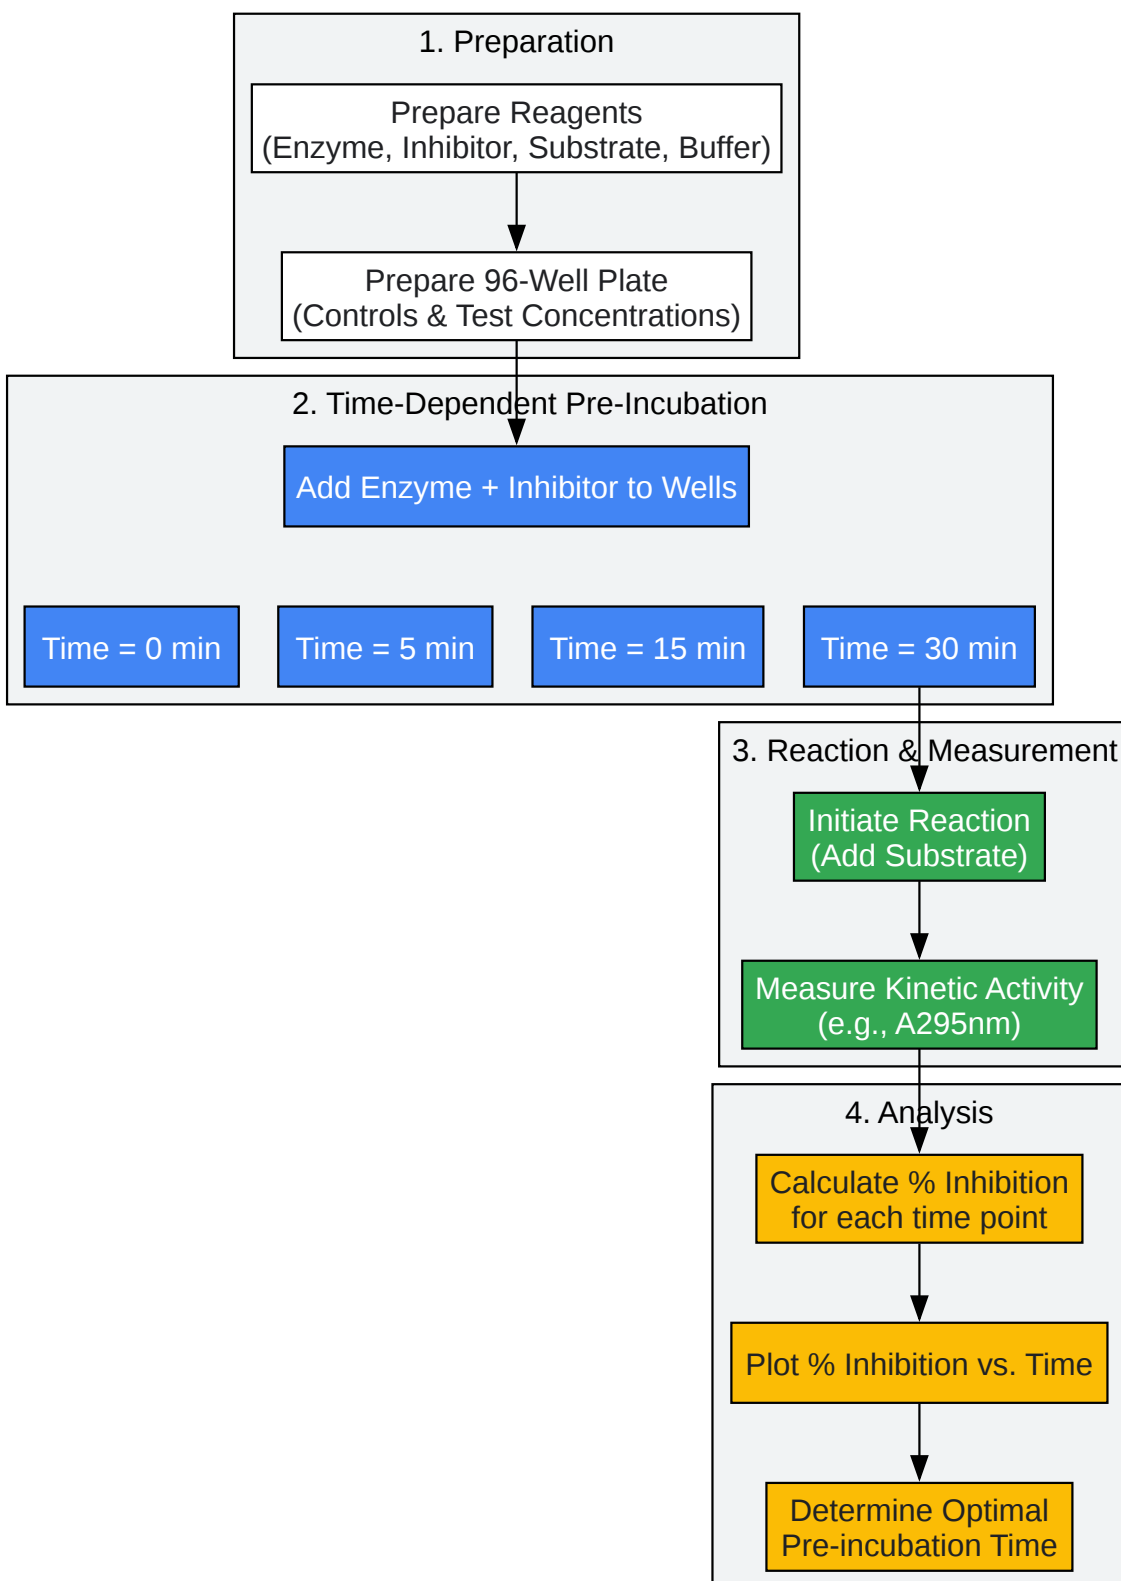 1. Preparation
Prepare Reagents
(Enzyme, Inhibitor, Substrate, Buffer)
Prepare 96-Well Plate
(Controls & Test Concentrations)
2. Time-Dependent Pre-Incubation
Add Enzyme + Inhibitor to Wells
Time = 0 min
Time = 5 min
Time = 15 min
Time = 30 min
3. Reaction & Measurement
Initiate Reaction
(Add Substrate)
Measure Kinetic Activity
(e.g., A295nm)
4. Analysis
Calculate % Inhibition
for each time point
Plot % Inhibition vs. Time
Determine Optimal
Pre-incubation Time